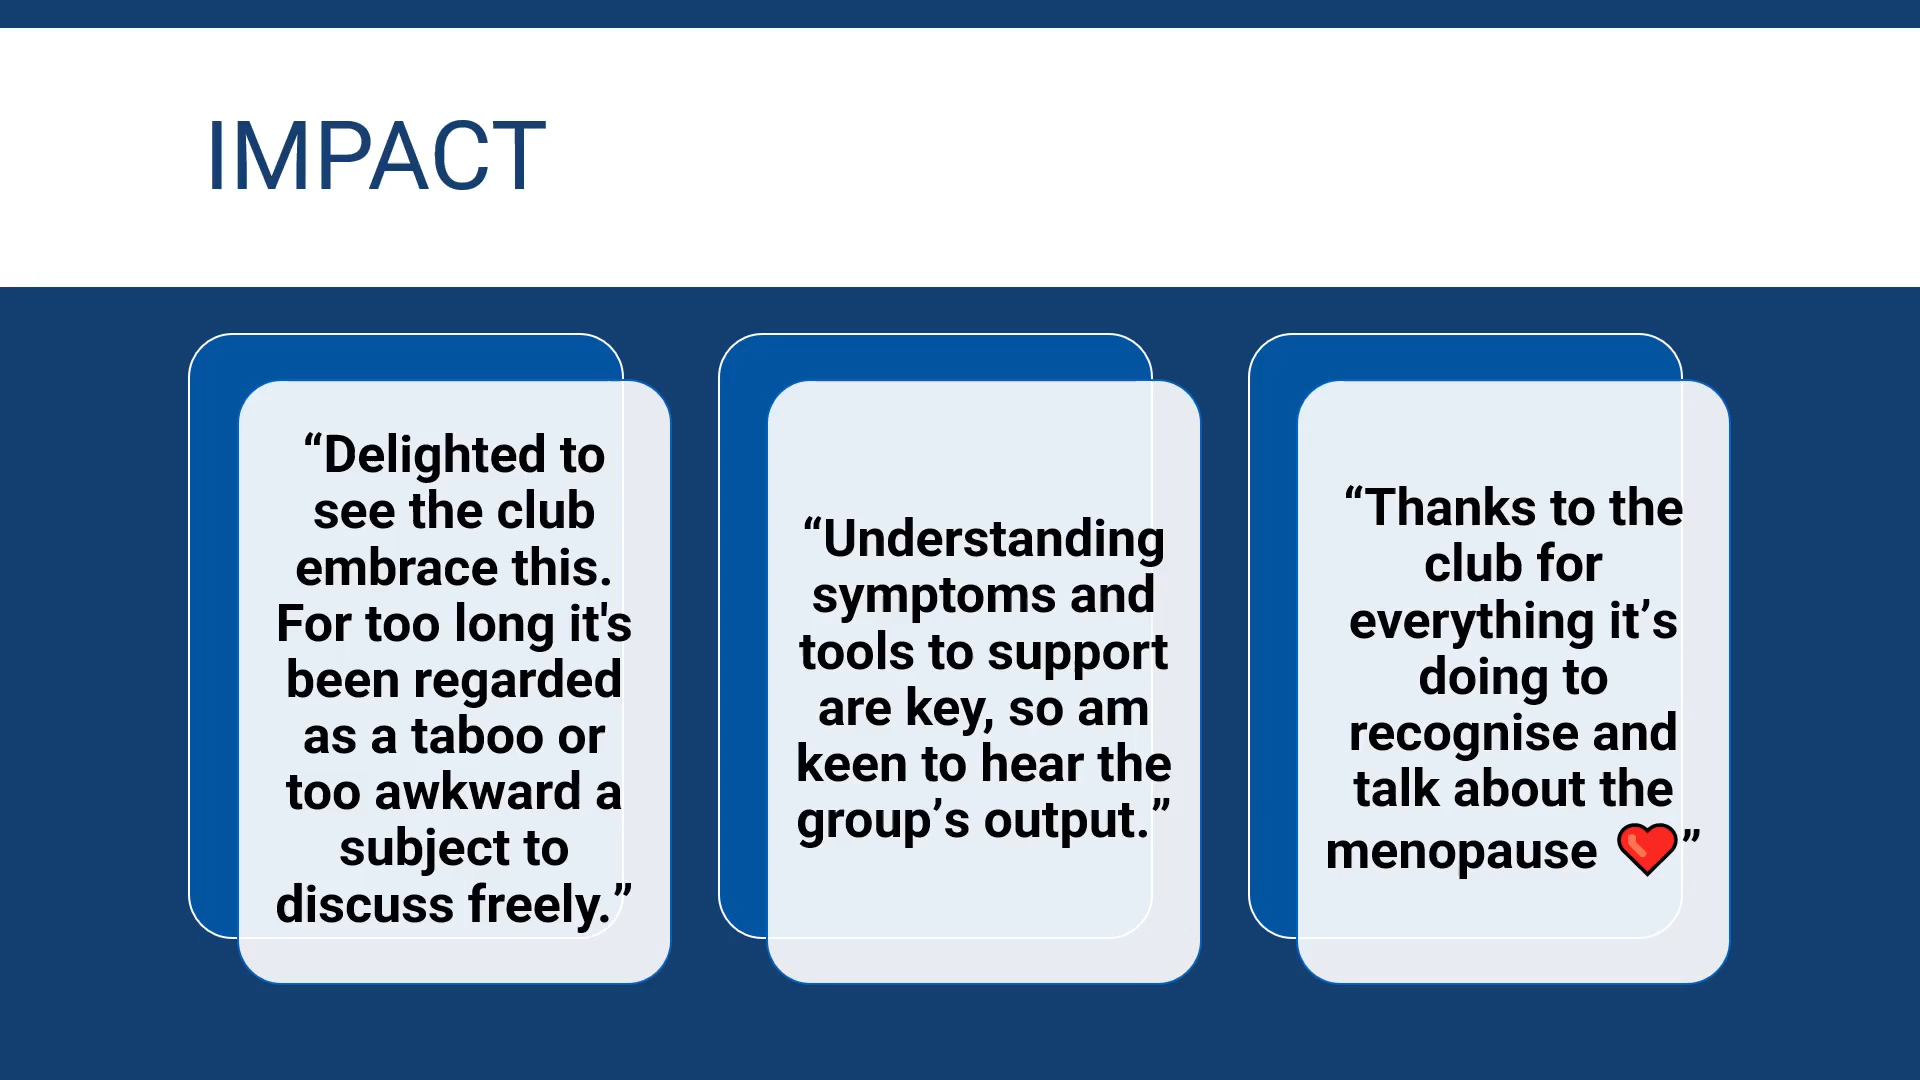 IMPACT
“Delighted to
see the club
embrace this.
For too long it's
been regarded
as a taboo or
too awkward a
subject to
discuss freely.”
“Understanding
symptoms and
tools to support
are key, so am
keen to hear the
group’s output.”
“Thanks to the
club for
everything it’s
doing to
recognise and
talk about the
menopause ❤️”